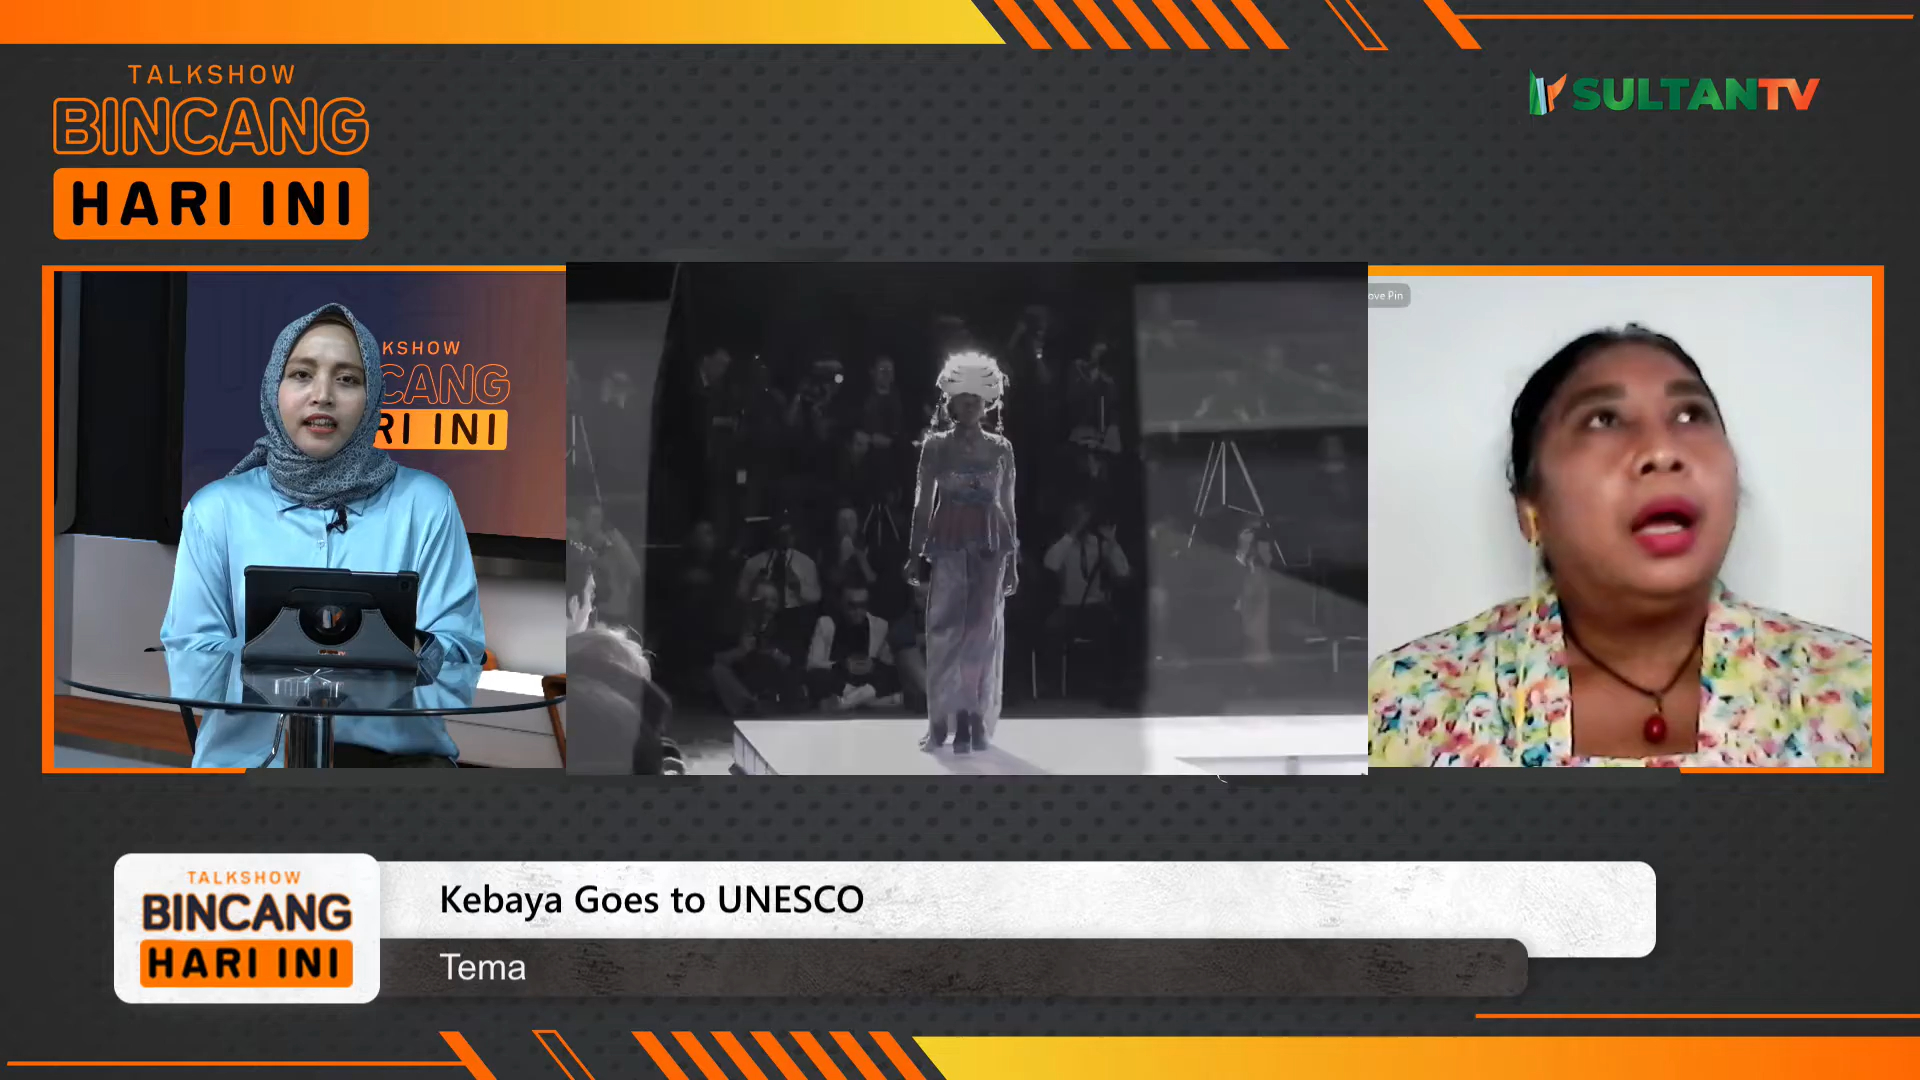 TALKSHOW
BINCANG
HARI INI
SULTANTV
KSHOW
CANG
RI INI
ove Pin
TALKSHOW
BINCANG
HARI INI
Kebaya Goes to UNESCO
Tema